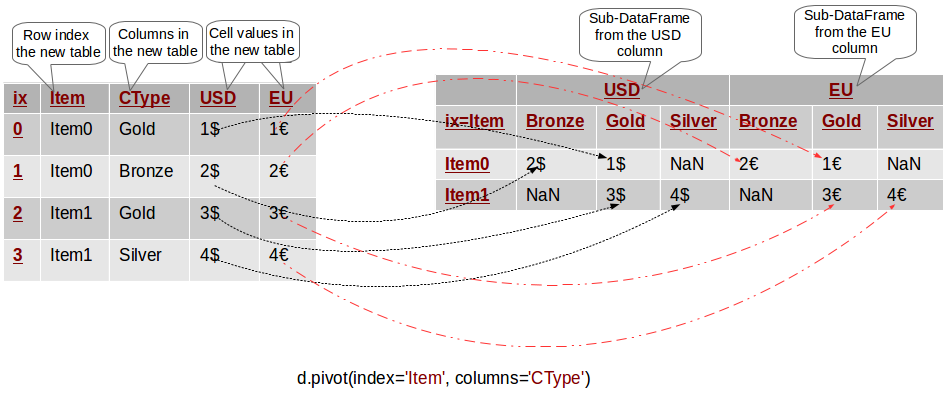 Row index
the new table
Columns in
the new table
Cell values in
the new table
Sub-DataFrame
from the USD
column
Sub-DataFrame
from the EU
column
ix Item CType USD EU
0 Item0 Gold 1$ 1€
1 Item0 Bronze 2$ 2€
2 Item1 Gold 3$ 3€
3 Item1 Silver 4$ 4€
USD EU
ix=Item Bronze Gold Silver Bronze Gold Silver
Item0 2$ 1$ NaN 2€ 1€ NaN
Item1 NaN 3$ 4$ NaN 3€ 4€
d.pivot(index='Item', columns='CType')